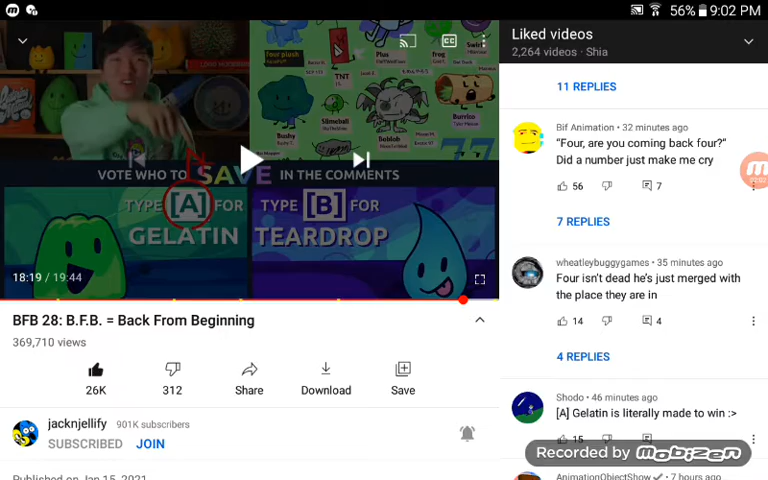 56% 9:02 PM
Four plush
Plus
Frog
Swirl
TNT
Burrito
Bushy
Slimeball
Boblob
VOTE WHO TO SAVE IN THE COMMENTS
TYPE [A] FOR
GELATIN
TYPE [B] FOR
TEARDROP
18:19 / 19:44
BFB 28: B.F.B. = Back From Beginning
369,710 views
26K
312
Share
Download
Save
jacknjellify 901K subscribers
SUBSCRIBED JOIN
Published on Jan 15, 2021
Liked videos
2,264 videos • Shia
11 REPLIES
Bif Animation • 32 minutes ago
“Four, are you coming back four?”
Did a number just make me cry
56
7
7 REPLIES
wheatleybuggygames • 35 minutes ago
Four isn't dead he's just merged with
the place they are in
14
4
4 REPLIES
Shodo • 46 minutes ago
[A] Gelatin is literally made to win :>
15
Recorded by
MOBIZEN
AnimationObjectShow • 7 hours ago